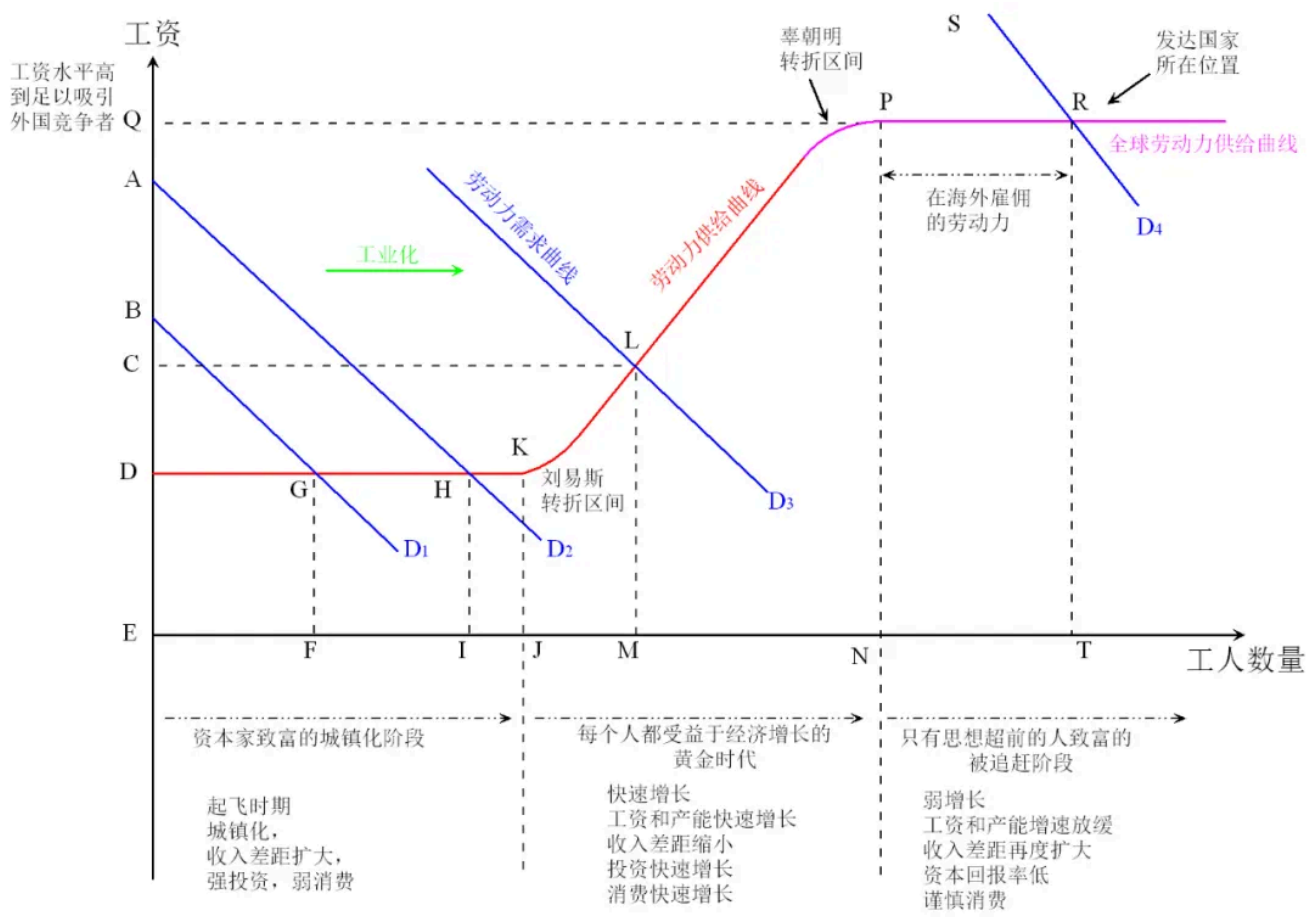 工资
工资水平高
到足以吸引
外国竞争者
Q
A
B
C
D
E
辜朝明
转折区间
S
发达国家
所在位置
P
R
全球劳动力供给曲线
在海外雇佣
的劳动力
D4
劳动力需求曲线
劳动力供给曲线
工业化
L
K
刘易斯
转折区间
G
H
D1
D2
D3
F
I
J
M
N
T
工人数量
资本家致富的城镇化阶段
起飞时期
城镇化,
收入差距扩大,
强投资，弱消费
每个人都受益于经济增长的
黄金时代
快速增长
工资和产能快速增长
收入差距缩小
投资快速增长
消费快速增长
只有思想超前的人致富的
被追赶阶段
弱增长
工资和产能增速放缓
收入差距再度扩大
资本回报率低
谨慎消费